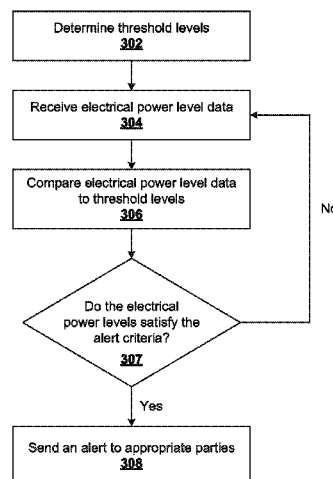 Determine threshold levels
302
Receive electrical power level data
304
Compare electrical power level data
to threshold levels
306
No
Do the electrical
power levels satisfy the
alert criteria?
307
Yes
Send an alert to appropriate parties
308